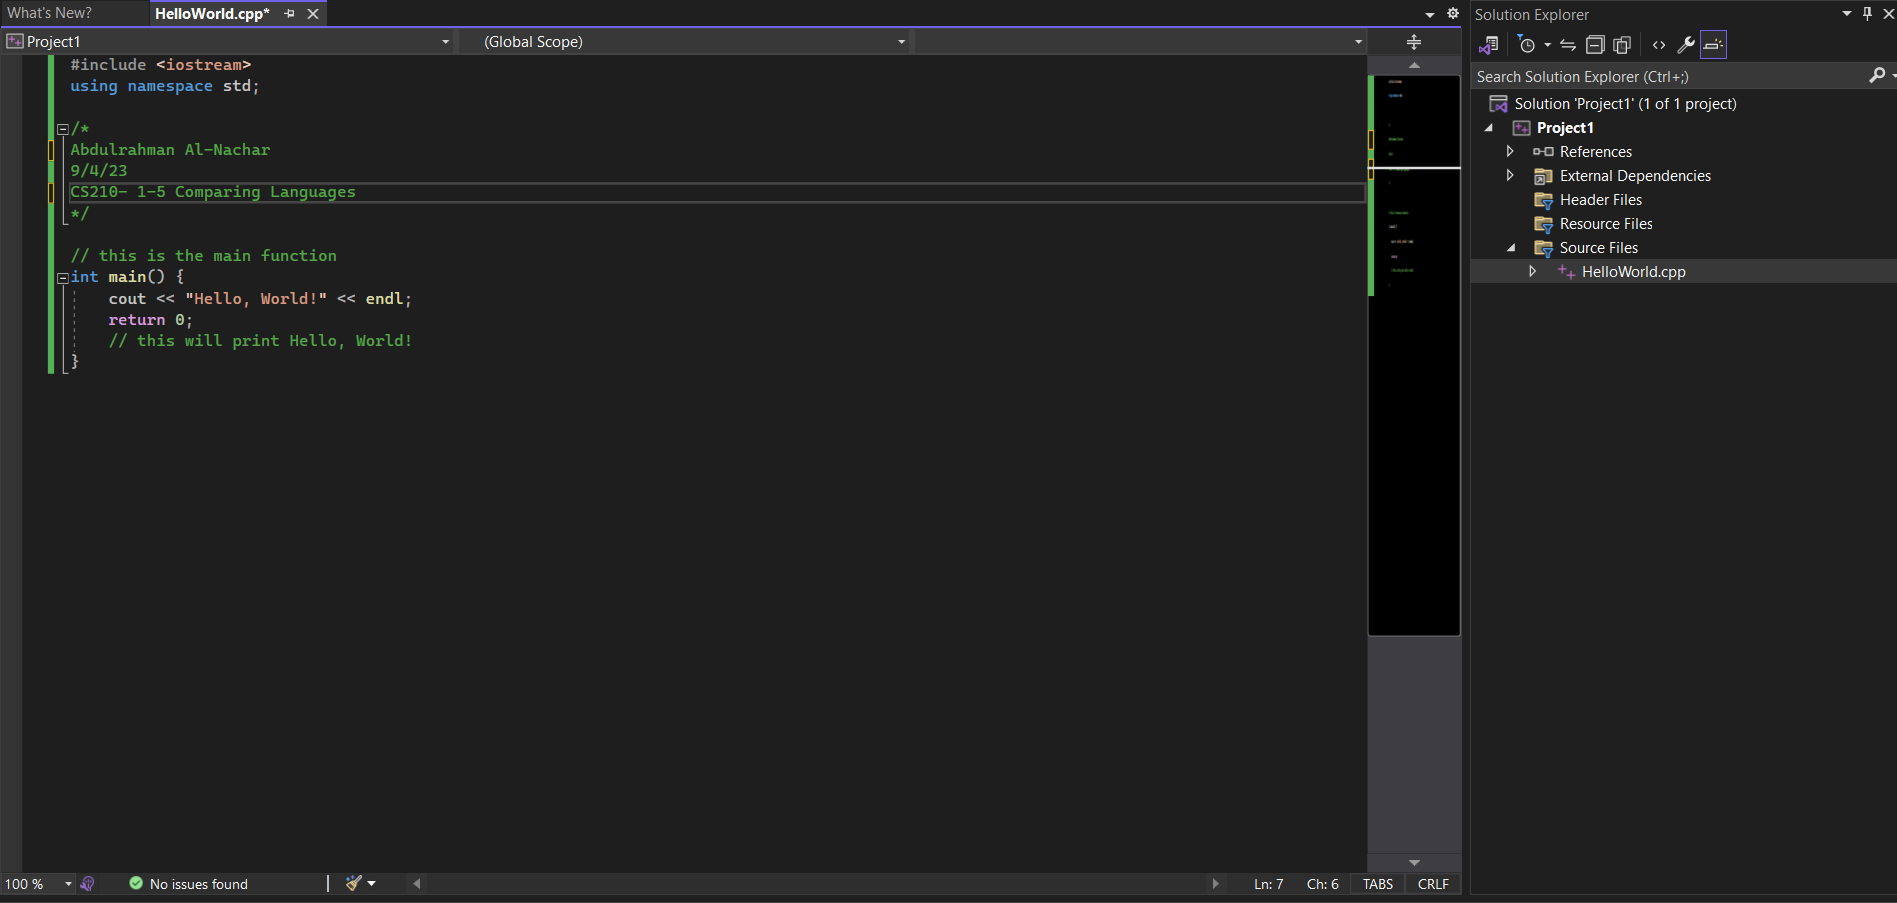 What's New?
HelloWorld.cpp*
Project1
(Global Scope)
#include <iostream>
using namespace std;
/*
Abdulrahman Al-Nachar
9/4/23
CS210- 1-5 Comparing Languages
*/
// this is the main function
int main() {
cout << "Hello, World!" << endl;
return 0;
// this will print Hello, World!
}
100 %
No issues found
Ln: 7
Ch: 6
TABS
CRLF
Solution Explorer
Search Solution Explorer (Ctrl+;)
Solution 'Project1' (1 of 1 project)
Project1
References
External Dependencies
Header Files
Resource Files
Source Files
HelloWorld.cpp